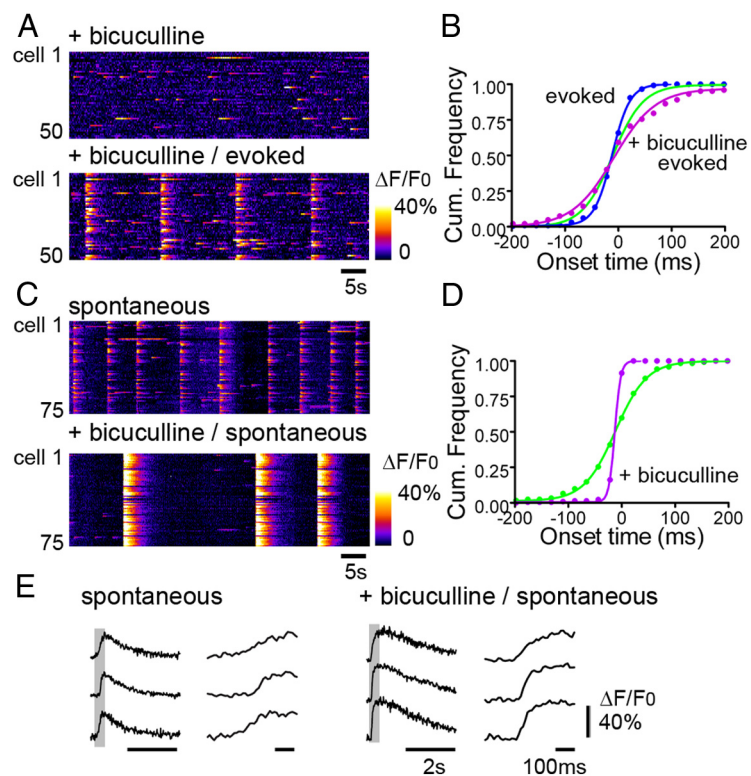 A
+ bicuculline
cell 1
50
+ bicuculline / evoked
cell 1
50
ΔF/F0
40%
0
5s
B
Cum. Frequency
1.00
0.75
0.50
0.25
0.00
evoked
+ bicuculline
evoked
-200 -100 0 100 200
Onset time (ms)
C
spontaneous
cell 1
75
+ bicuculline / spontaneous
cell 1
75
ΔF/F0
40%
0
5s
D
Cum. Frequency
1.00
0.75
0.50
0.25
0.00
+ bicuculline
-200 -100 0 100 200
Onset time (ms)
E
spontaneous
+ bicuculline / spontaneous
ΔF/F0
40%
2s
100ms